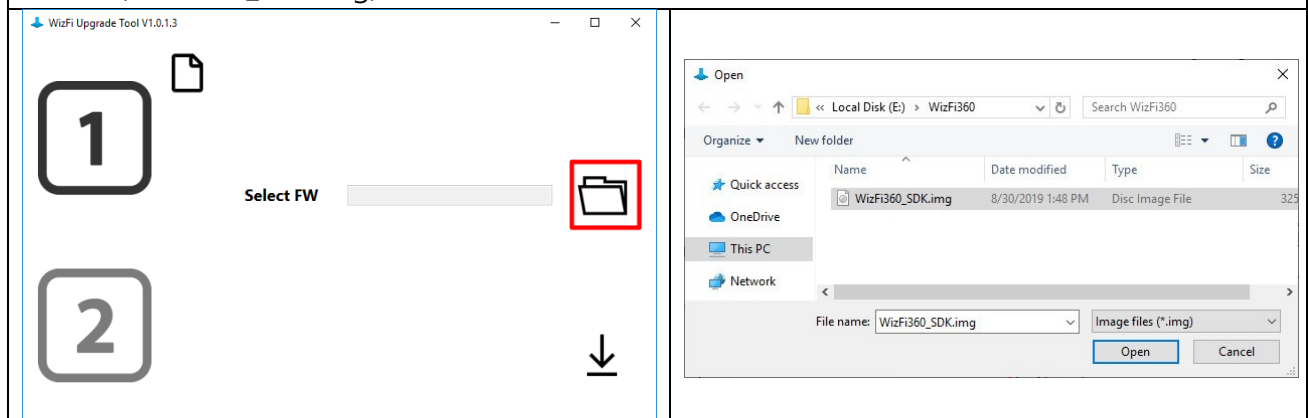 WizFi Upgrade Tool V1.0.1.3
1
Select FW
2
Open
« Local Disk (E:) › WizFi360
Search WizFi360
Organize
New folder
Name
Date modified
Type
Size
Quick access
OneDrive
This PC
Network
WizFi360_SDK.img
8/30/2019 1:48 PM
Disc Image File
325
File name:
WizFi360_SDK.img
Image files (*.img)
Open
Cancel